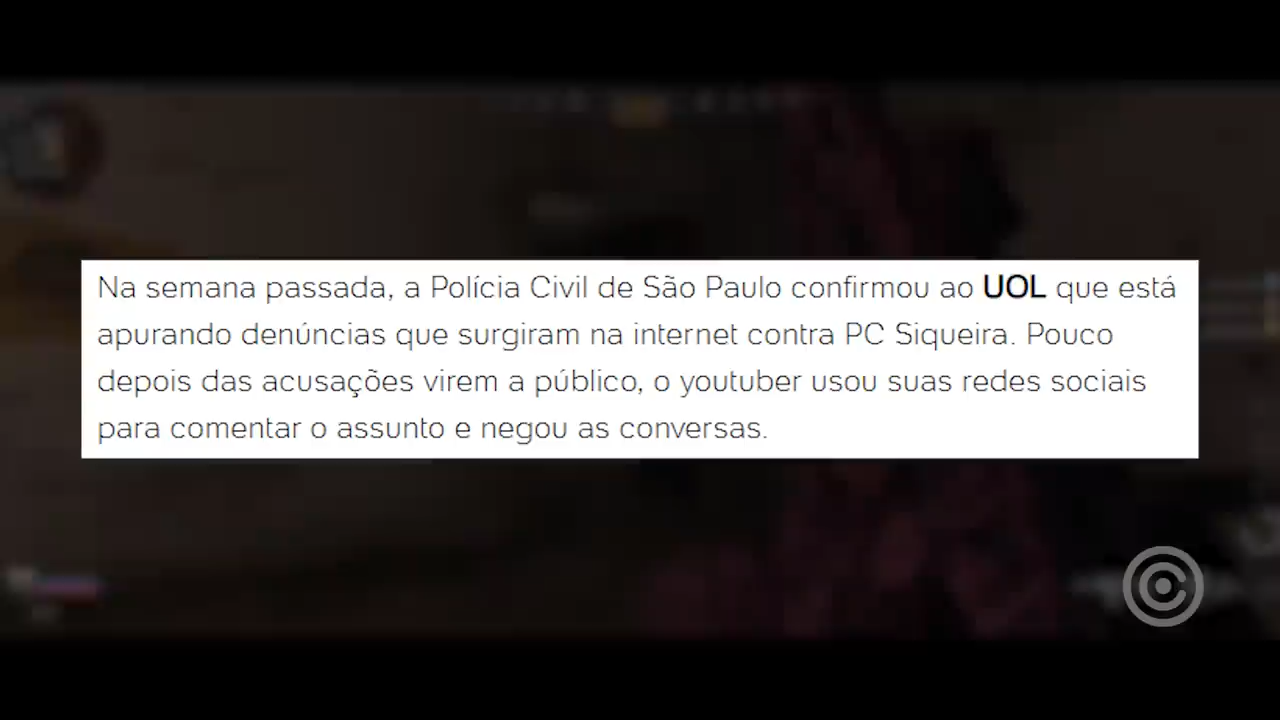 Na semana passada, a Polícia Civil de São Paulo confirmou ao UOL que está
apurando denúncias que surgiram na internet contra PC Siqueira. Pouco
depois das acusações virem a público, o youtuber usou suas redes sociais
para comentar o assunto e negou as conversas.